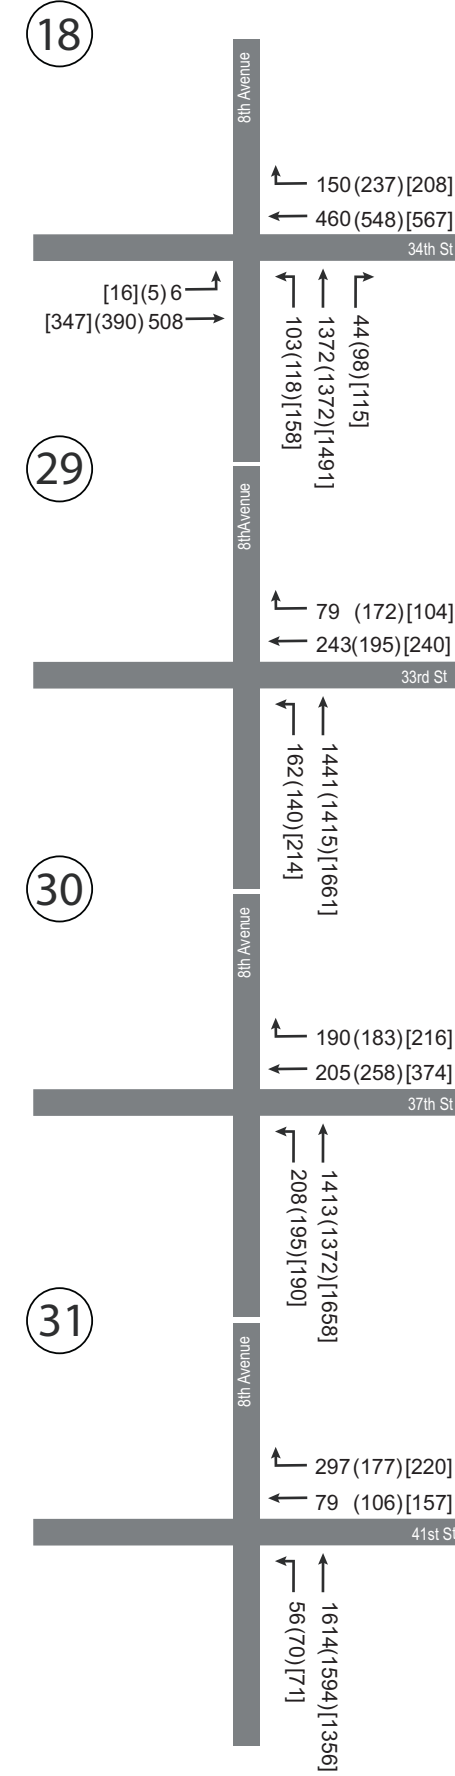 18
8th Avenue
150 (237) [208]
460 (548) [567]
34th St
[16] (5) 6
[347] (390) 508
103 (118) [158]
1372 (1372) [1491]
44 (98) [115]
29
8thAvenue
79 (172) [104]
243 (195) [240]
33rd St
162 (140) [214]
1441 (1415) [1661]
30
8th Avenue
190 (183) [216]
205 (258) [374]
37th St
208 (195) [190]
1413 (1372) [1658]
31
8th Avenue
297 (177) [220]
79 (106) [157]
41st St
56 (70) [71]
1614 (1594) [1356]